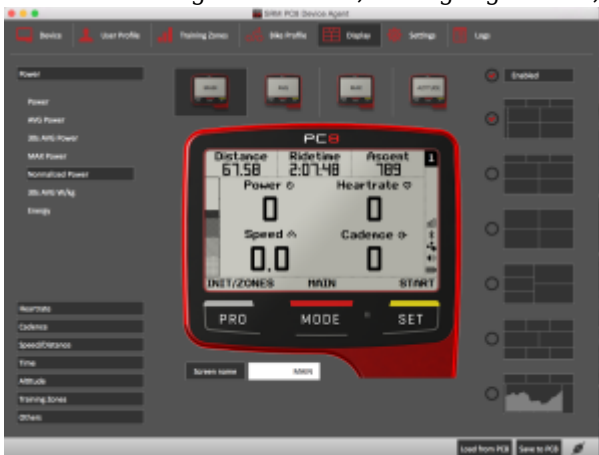 SRM PC8 Device Agent
Device User Profile Training Zones Bike Profile Display Settings Logs
Power
Power
AVG Power
30s AVG Power
MAX Power
Normalized Power
30s AVG W/kg
Energy
Heartrate
Cadence
Speed/Distance
Time
Altitude
Training Zones
Others
MAIN
Enabled
PC8
Distance Ridetime Ascent 1
67.58 2:07:48 789
Power Heartrate
0 0
Speed Cadence
0.0 0
INIT/ZONES MAIN START
PRO MODE SET
Screen name MAIN
Load from PC8 Save to PC8